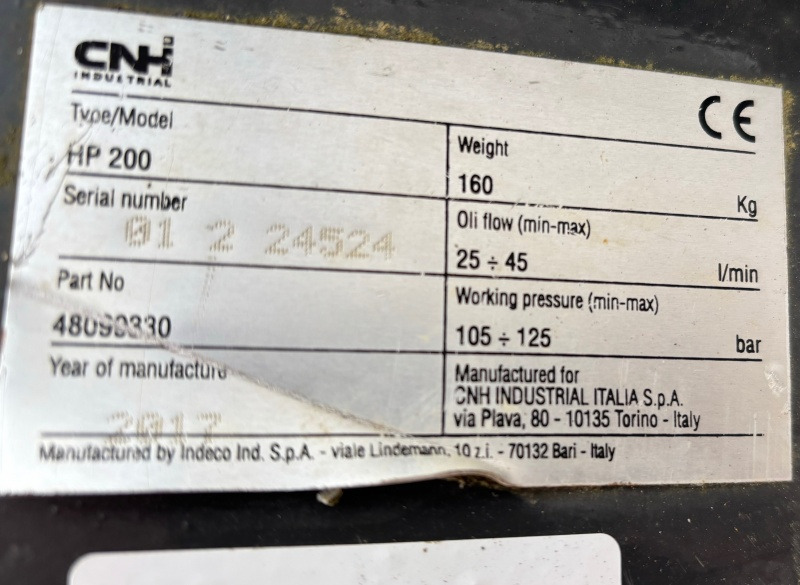 CNH
INDUSTRIAL
CE
Type/Model
HP 200
Weight
160 Kg
Serial number
01 2 24524
Oli flow (min-max)
25 ÷ 45 l/min
Part No
Working pressure (min-max)
105 ÷ 125 bar
Year of manufacture
2017
Manufactured for
CNH INDUSTRIAL ITALIA S.p.A.
via Plava, 80 - 10135 Torino - Italy
Manufactured by Indeco Ind. S.p.A. - viale Lindemann, 10 z.i. - 70132 Bari - Italy